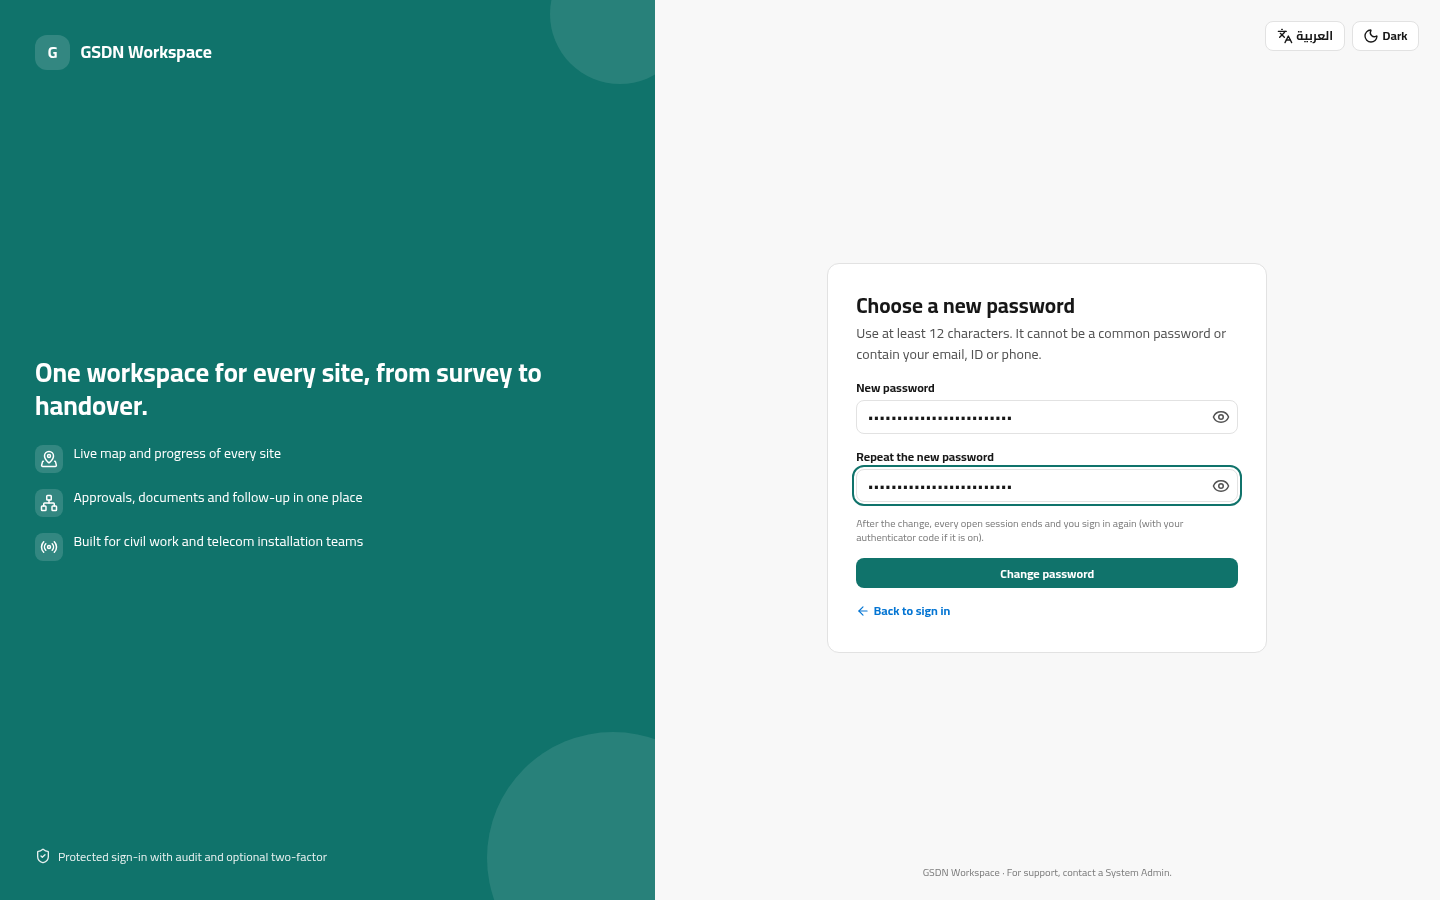 G
GSDN Workspace
العربية
Dark
One workspace for every site, from survey to
handover.
Live map and progress of every site
Approvals, documents and follow-up in one place
Built for civil work and telecom installation teams
Protected sign-in with audit and optional two-factor
Choose a new password
Use at least 12 characters. It cannot be a common password or
contain your email, ID or phone.
New password
•••••••••••••••••••••••••
Repeat the new password
•••••••••••••••••••••••••
After the change, every open session ends and you sign in again (with your
authenticator code if it is on).
Change password
Back to sign in
GSDN Workspace · For support, contact a System Admin.